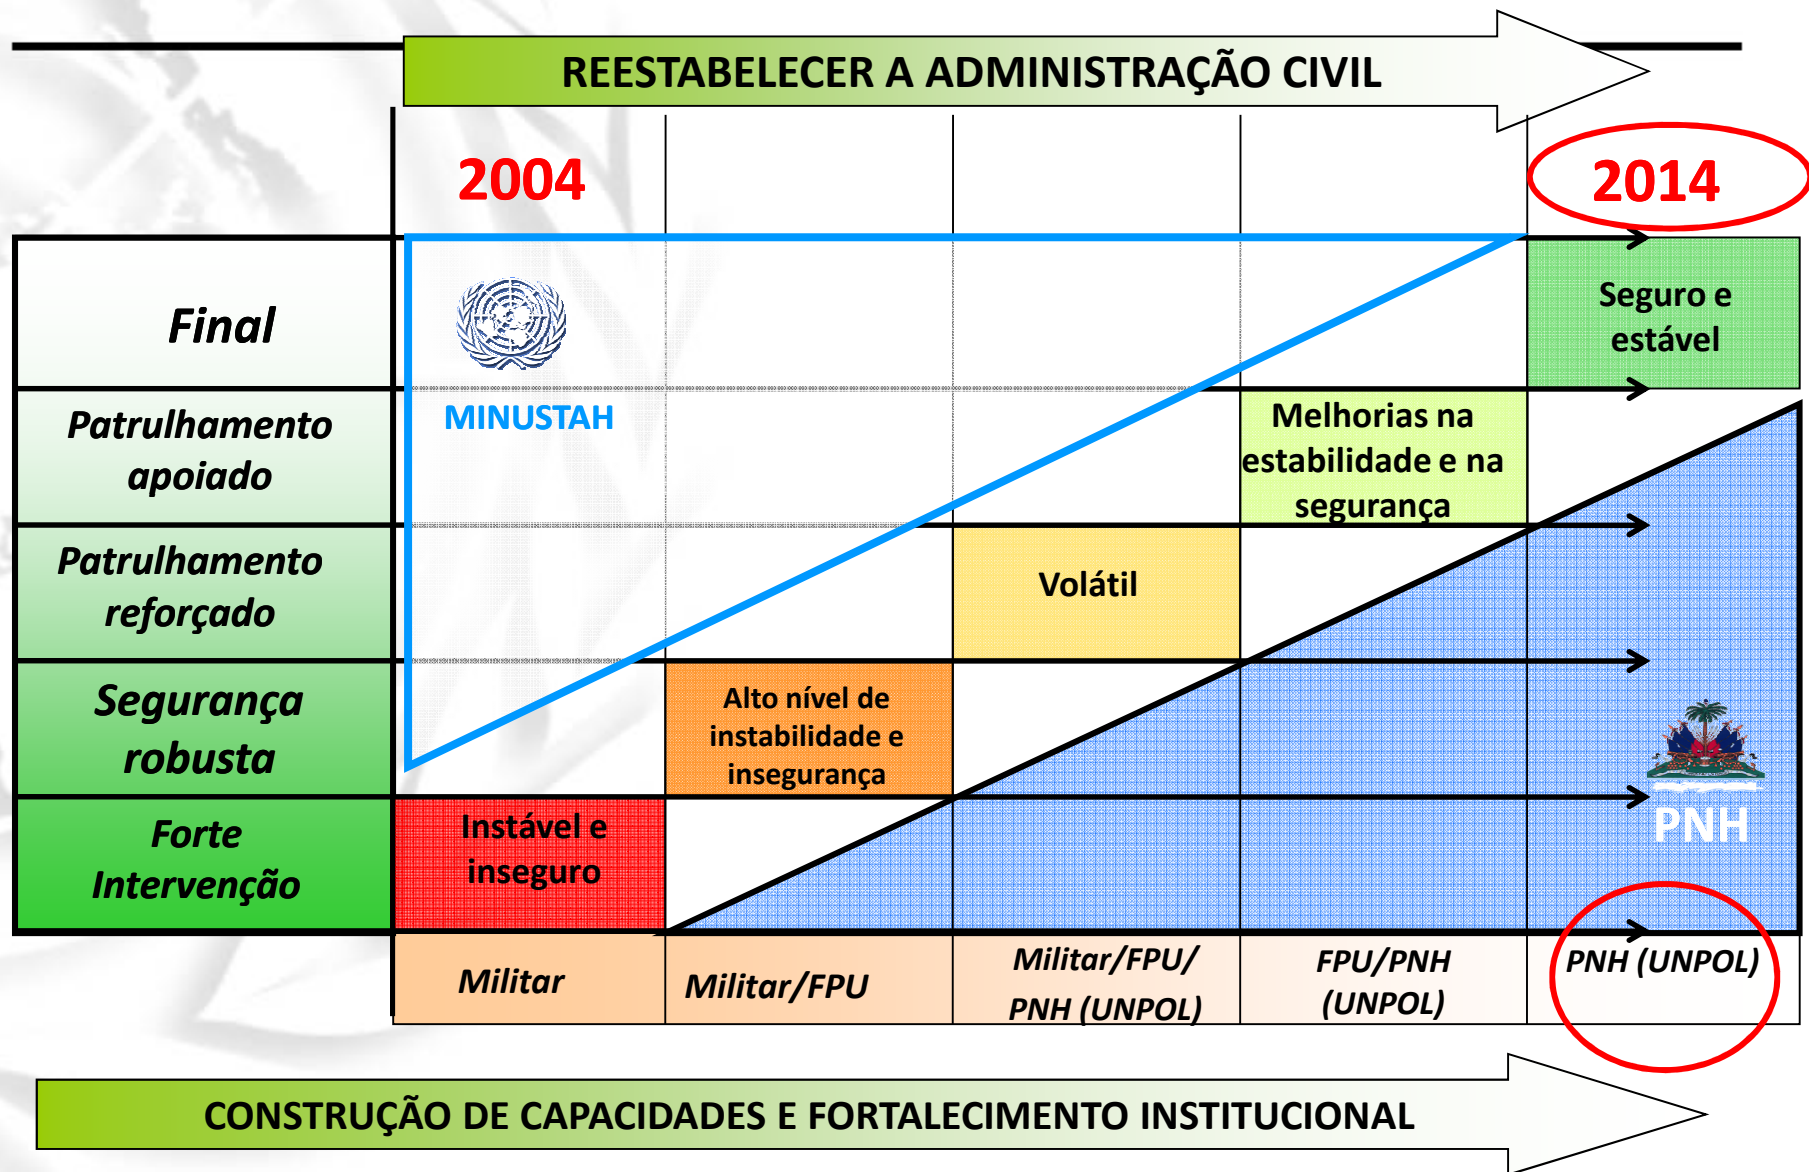 REESTABELECER A ADMINISTRAÇÃO CIVIL
2004
2014
Final
MINUSTAH
Seguro e
estável
Patrulhamento
apoiado
Melhorias na
estabilidade e na
segurança
Patrulhamento
reforçado
Volátil
Segurança
robusta
Alto nível de
instabilidade e
insegurança
PNH
Forte
Intervenção
Instável e
inseguro
Militar
Militar/FPU
Militar/FPU/
PNH (UNPOL)
FPU/PNH
(UNPOL)
PNH (UNPOL)
CONSTRUÇÃO DE CAPACIDADES E FORTALECIMENTO INSTITUCIONAL